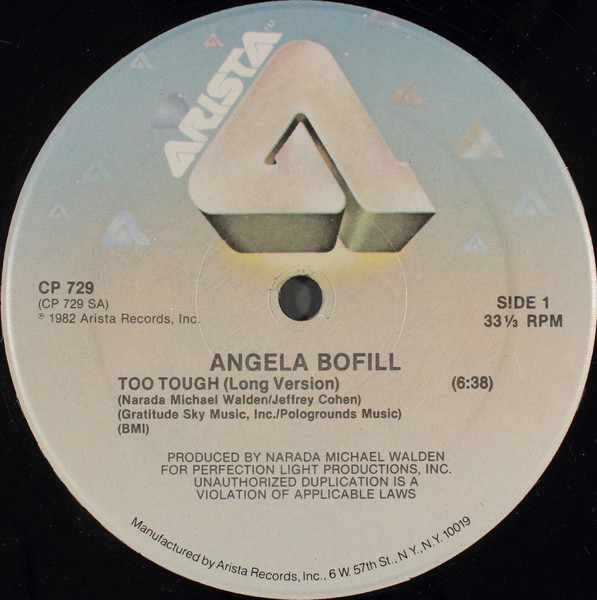 ARISTA™
CP 729
(CP 729 SA)
℗ 1982 Arista Records, Inc.
SIDE 1
33⅓ RPM
ANGELA BOFILL
TOO TOUGH (Long Version) (6:38)
(Narada Michael Walden/Jeffrey Cohen)
(Gratitude Sky Music, Inc./Pologrounds Music)
(BMI)
PRODUCED BY NARADA MICHAEL WALDEN
FOR PERFECTION LIGHT PRODUCTIONS, INC.
UNAUTHORIZED DUPLICATION IS A
VIOLATION OF APPLICABLE LAWS
Manufactured by Arista Records, Inc., 6 W. 57th St., N.Y., N.Y. 10019